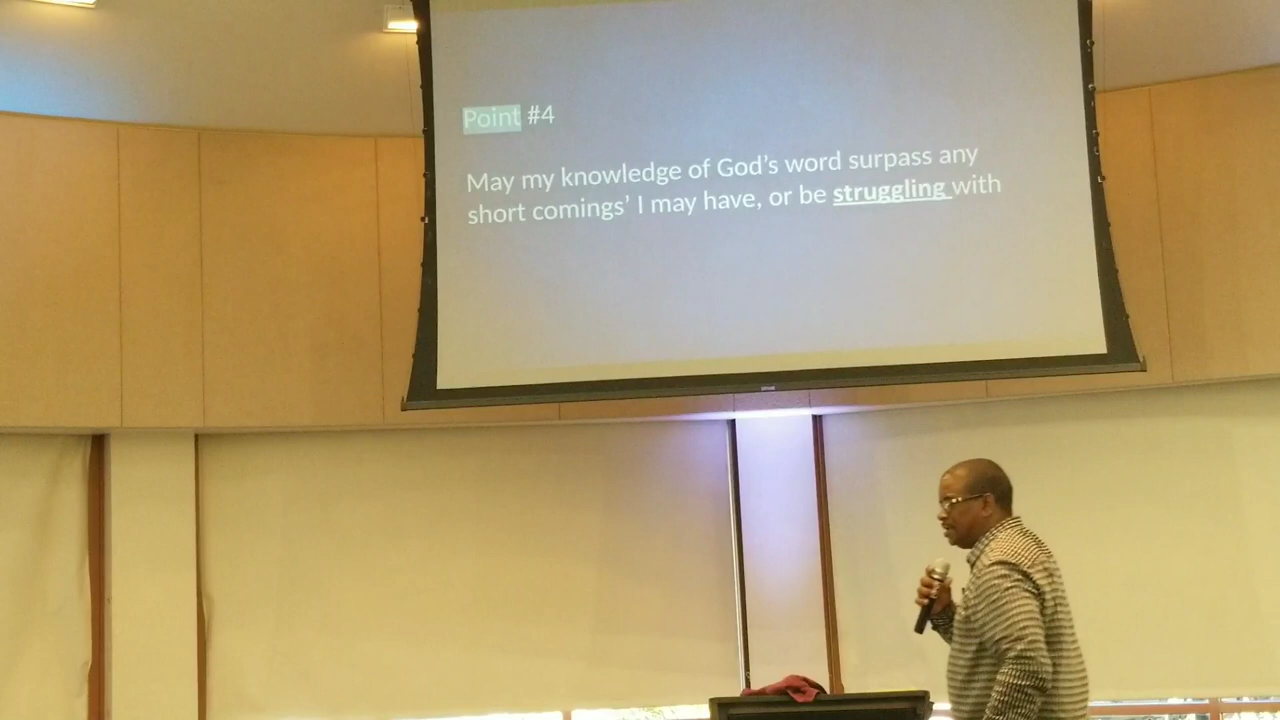 Point #4
May my knowledge of God’s word surpass any
short comings’ I may have, or be struggling with